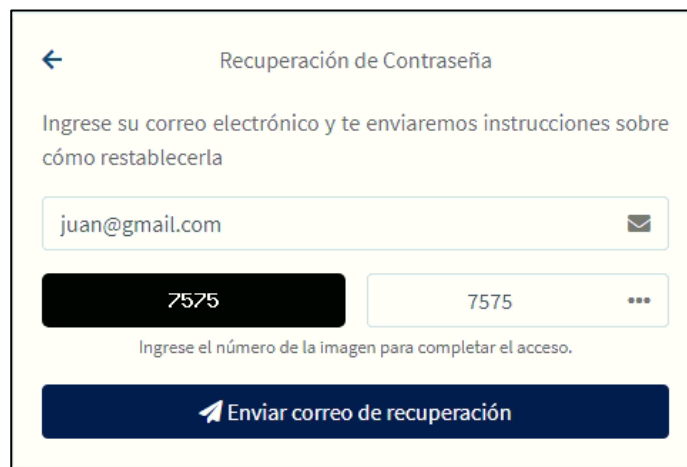 Recuperación de Contraseña
Ingrese su correo electrónico y te enviaremos instrucciones sobre
cómo restablecerla
juan@gmail.com
7575 7575
Ingrese el número de la imagen para completar el acceso.
Enviar correo de recuperación